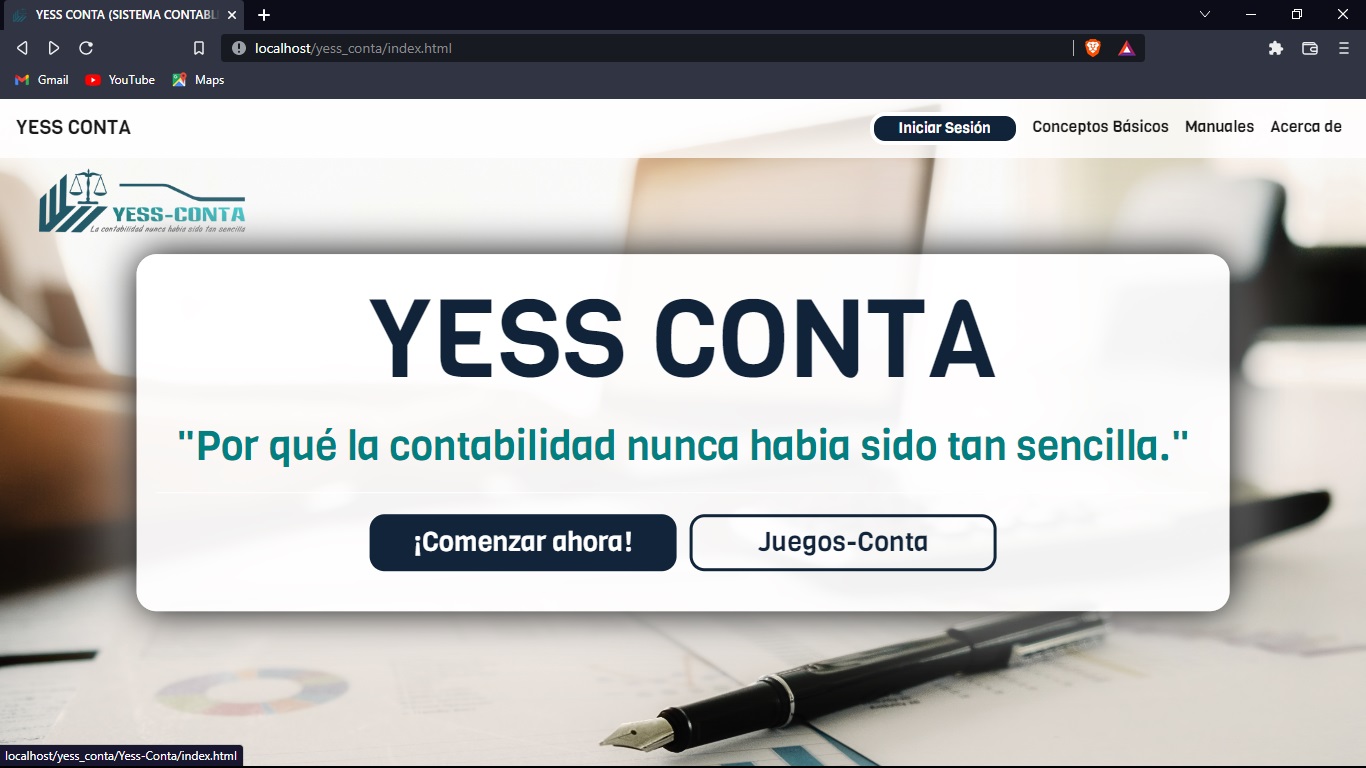 YESS CONTA (SISTEMA CONTABL
localhost/yess_conta/index.html
Gmail YouTube Maps
YESS CONTA
Iniciar Sesión Conceptos Básicos Manuales Acerca de
YESS-CONTA
La contabilidad nunca habia sido tan sencilla
YESS CONTA
"Por qué la contabilidad nunca habia sido tan sencilla."
¡Comenzar ahora! Juegos-Conta
localhost/yess_conta/Yess-Conta/index.html